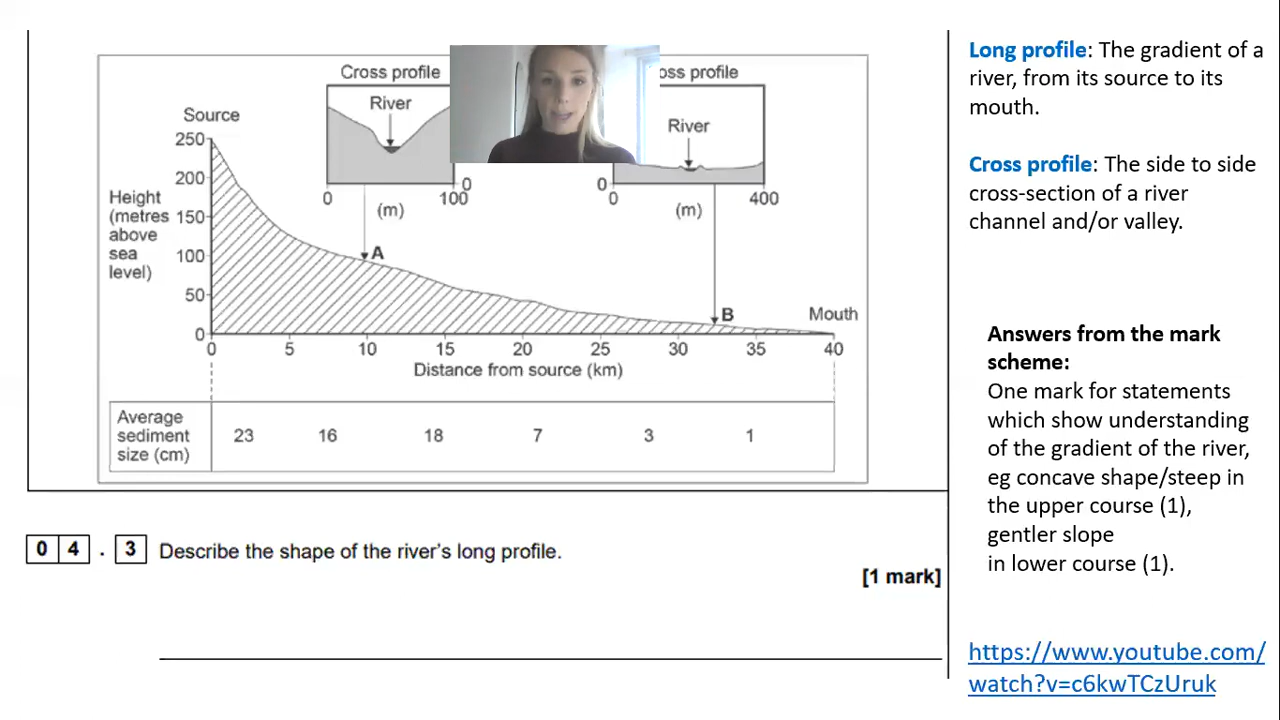 Cross profile
River
0
0
100
(m)
oss profile
River
0
0
400
(m)
Source
250
200
150
100
50
0
Height
(metres
above
sea
level)
A
B
Mouth
0 5 10 15 20 25 30 35 40
Distance from source (km)
Average
sediment
size (cm)
23 16 18 7 3 1
0 4 . 3 Describe the shape of the river's long profile.
[1 mark]
Long profile: The gradient of a
river, from its source to its
mouth.
Cross profile: The side to side
cross-section of a river
channel and/or valley.
Answers from the mark
scheme:
One mark for statements
which show understanding
of the gradient of the river,
eg concave shape/steep in
the upper course (1),
gentler slope
in lower course (1).
https://www.youtube.com/
watch?v=c6kwTCzUruk